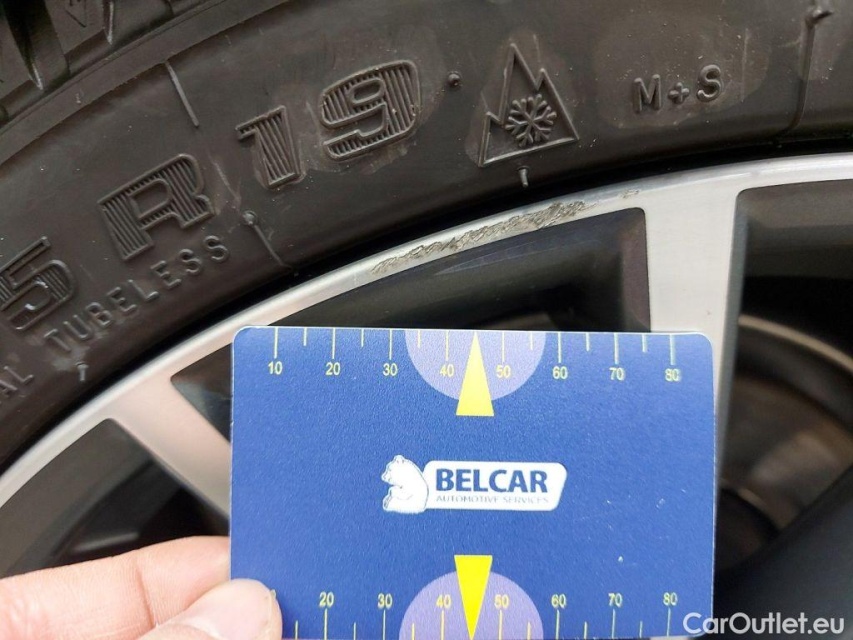 5 R 19
M+S
AL TUBELESS
10 20 30 40 50 60 70 80
BELCAR
AUTOMOTIVE SERVICES
20 30 40 50 60 70 80
CarOutlet.eu